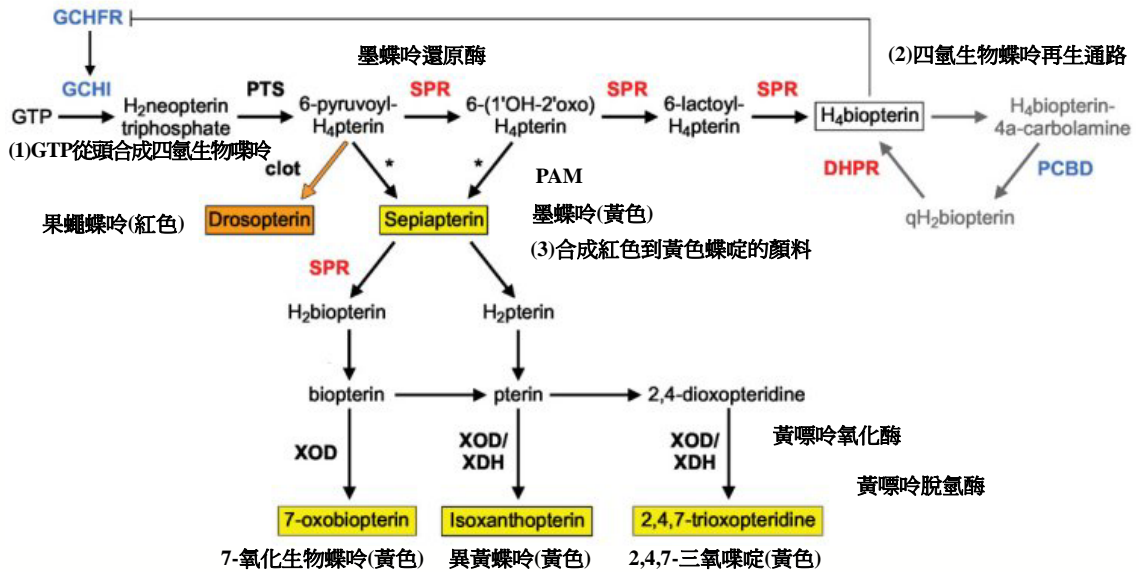 GCHFR
墨蝶呤還原酶
(2)四氫生物蝶呤再生通路
GCHI
PTS
SPR
SPR
SPR
GTP
H2neopterin
triphosphate
6-pyruvoyl-
H4pterin
6-(1'OH-2'oxo)
H4pterin
6-lactoyl-
H4pterin
H4biopterin
H4biopterin-
4a-carbolamine
(1)GTP從頭合成四氫生物喋呤
clot
*
*
PAM
DHPR
PCBD
果蠅蝶呤(紅色)
Drosopterin
Sepiapterin
墨蝶呤(黃色)
qH2biopterin
(3)合成紅色到黃色蝶啶的顏料
SPR
H2biopterin
H2pterin
biopterin
pterin
2,4-dioxopteridine
XOD
XOD/
XDH
XOD/
XDH
黃嘌呤氧化酶
黃嘌呤脫氫酶
7-oxobiopterin
Isoxanthopterin
2,4,7-trioxopteridine
7-氧化生物蝶呤(黃色)
異黃蝶呤(黃色)
2,4,7-三氧喋啶(黃色)